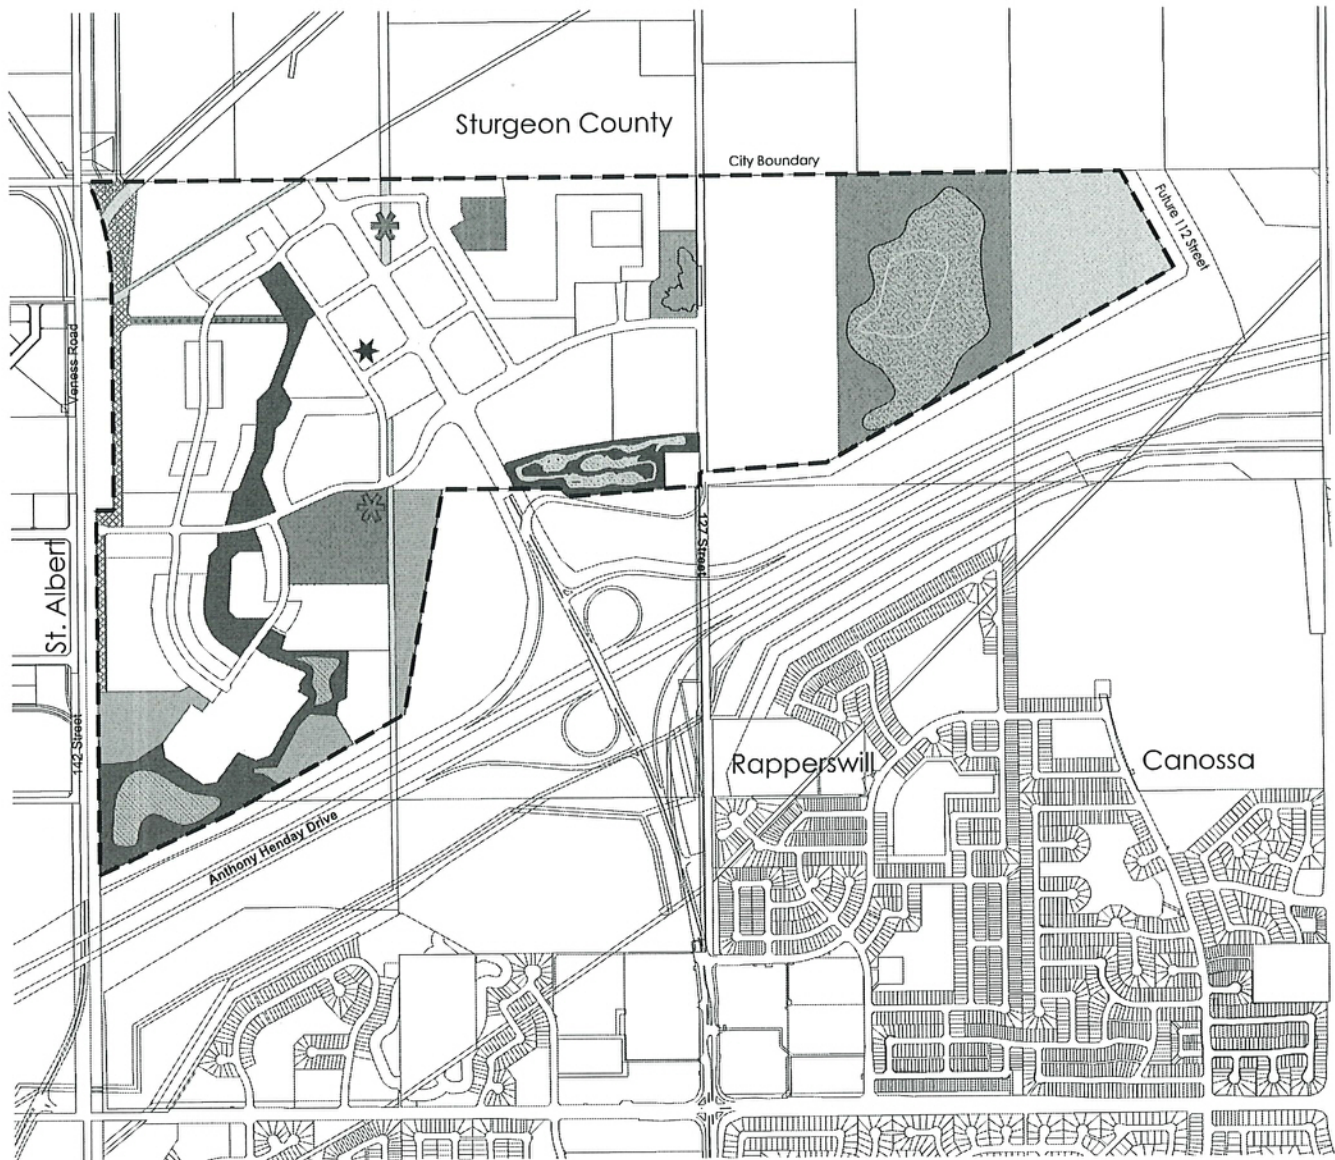 Sturgeon County
City Boundary
Future 112 Street
Veness Road
St. Albert
127 Street
142 Street
Rapperswill
Canossa
Anthony Henday Drive